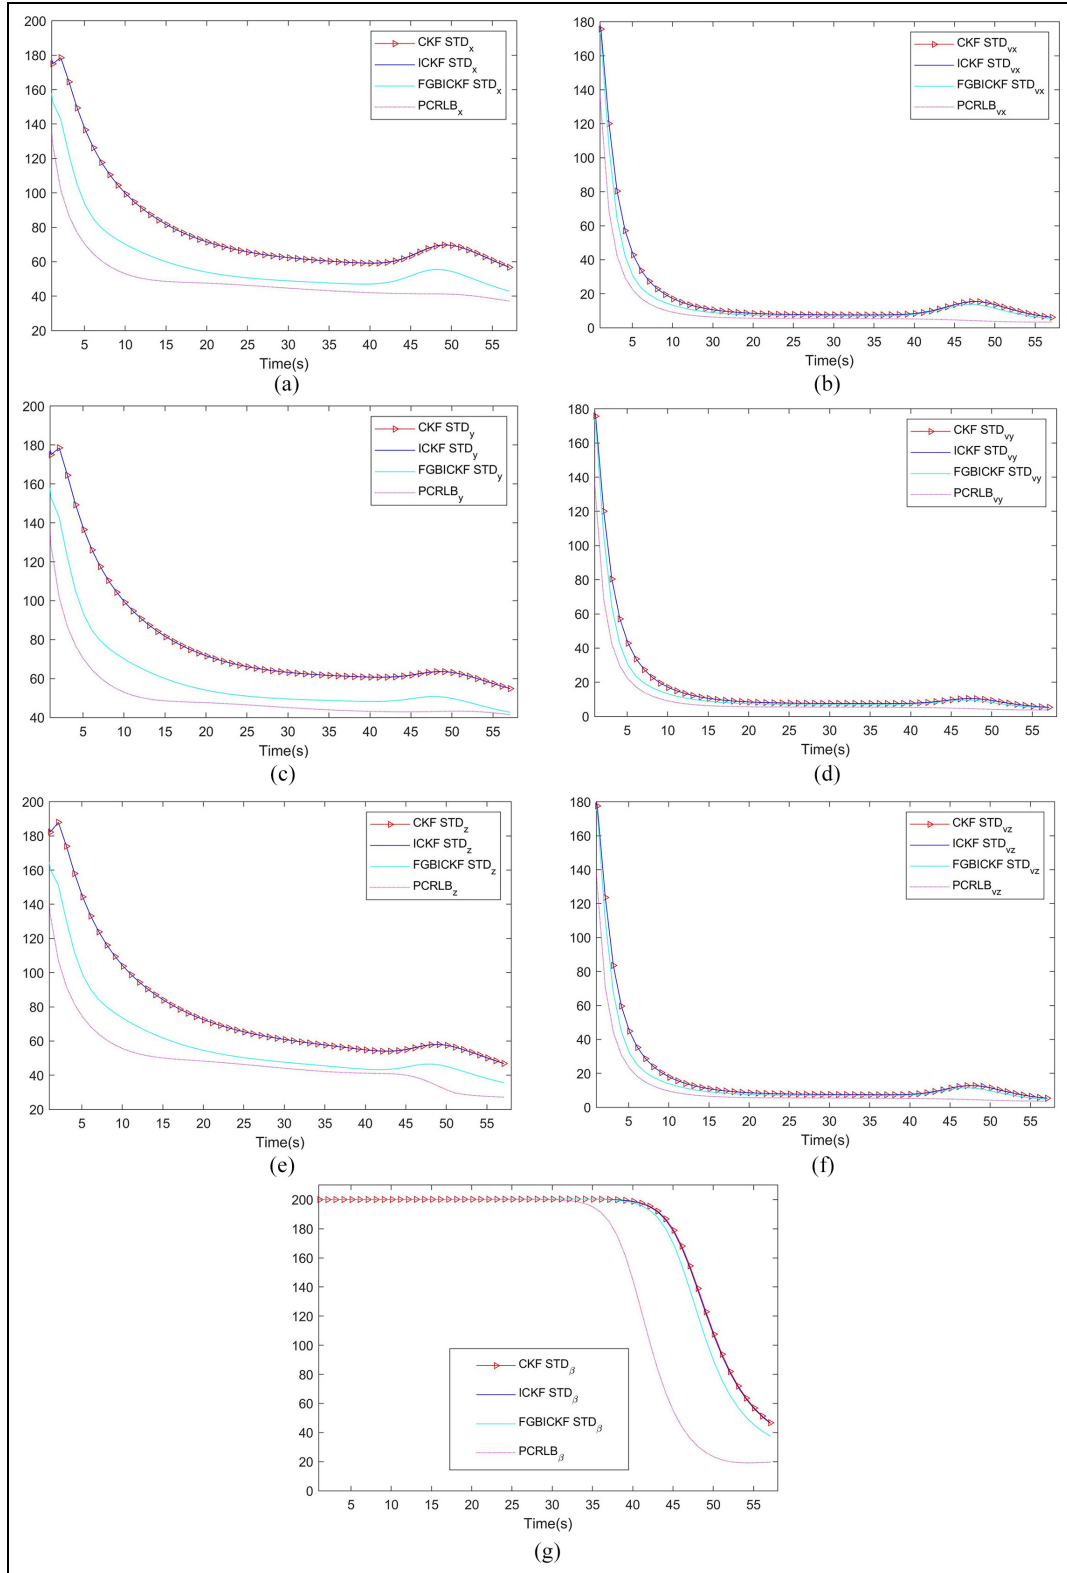 200
180
160
140
120
100
80
60
40
20
5 10 15 20 25 30 35 40 45 50 55
Time(s)
CKF STDx
ICKF STDx
FGBICKF STDx
PCRLBx
(a)
180
160
140
120
100
80
60
40
20
0
5 10 15 20 25 30 35 40 45 50 55
Time(s)
CKF STDvx
ICKF STDvx
FGBICKF STDvx
PCRLBvx
(b)
200
180
160
140
120
100
80
60
40
5 10 15 20 25 30 35 40 45 50 55
Time(s)
CKF STDy
ICKF STDy
FGBICKF STDy
PCRLBy
(c)
180
160
140
120
100
80
60
40
20
0
5 10 15 20 25 30 35 40 45 50 55
Time(s)
CKF STDvy
ICKF STDvy
FGBICKF STDvy
PCRLBvy
(d)
200
180
160
140
120
100
80
60
40
20
5 10 15 20 25 30 35 40 45 50 55
Time(s)
CKF STDz
ICKF STDz
FGBICKF STDz
PCRLBz
(e)
180
160
140
120
100
80
60
40
20
0
5 10 15 20 25 30 35 40 45 50 55
Time(s)
CKF STDvz
ICKF STDvz
FGBICKF STDvz
PCRLBvz
(f)
200
180
160
140
120
100
80
60
40
20
0
5 10 15 20 25 30 35 40 45 50 55
Time(s)
CKF STDβ
ICKF STDβ
FGBICKF STDβ
PCRLBβ
(g)